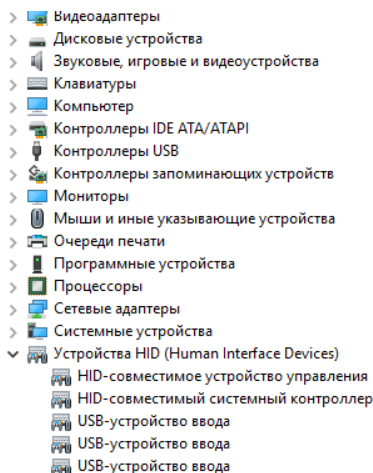 Видеоадаптеры
Дисковые устройства
Звуковые, игровые и видеоустройства
Клавиатуры
Компьютер
Контроллеры IDE ATA/ATAPI
Контроллеры USB
Контроллеры запоминающих устройств
Мониторы
Мыши и иные указывающие устройства
Очереди печати
Программные устройства
Процессоры
Сетевые адаптеры
Системные устройства
Устройства HID (Human Interface Devices)
HID-совместимое устройство управления
HID-совместимый системный контроллер
USB-устройство ввода
USB-устройство ввода
USB-устройство ввода